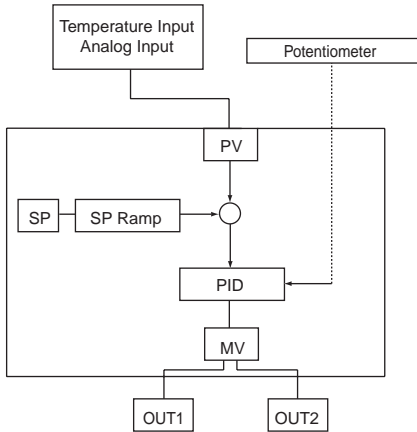 Temperature Input
Analog Input
Potentiometer
PV
SP
SP Ramp
PID
MV
OUT1
OUT2